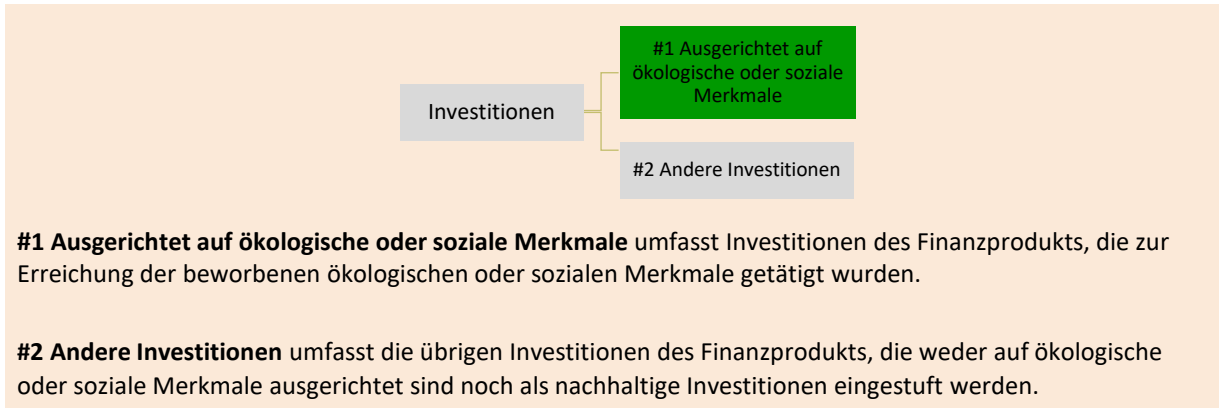 #1 Ausgerichtet auf
ökologische oder soziale
Merkmale
Investitionen
#2 Andere Investitionen
#1 Ausgerichtet auf ökologische oder soziale Merkmale umfasst Investitionen des Finanzprodukts, die zur
Erreichung der beworbenen ökologischen oder sozialen Merkmale getätigt wurden.
#2 Andere Investitionen umfasst die übrigen Investitionen des Finanzprodukts, die weder auf ökologische
oder soziale Merkmale ausgerichtet sind noch als nachhaltige Investitionen eingestuft werden.